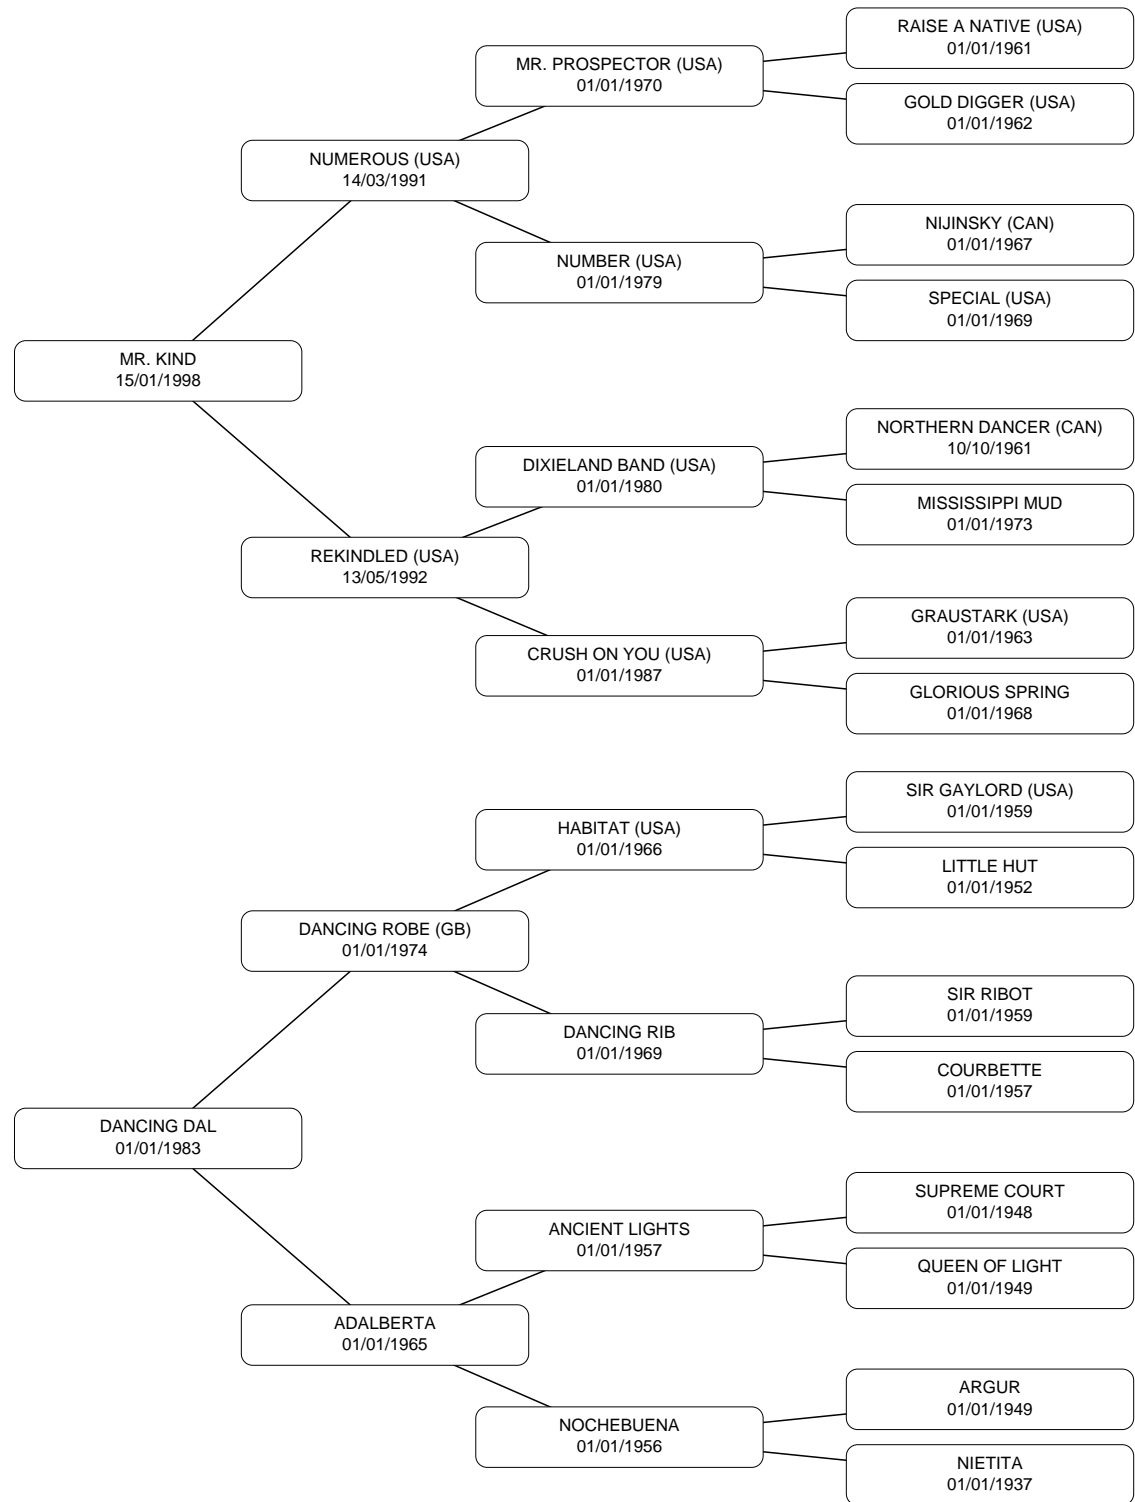 RAISE A NATIVE (USA)
01/01/1961
MR. PROSPECTOR (USA)
01/01/1970
GOLD DIGGER (USA)
01/01/1962
NUMEROUS (USA)
14/03/1991
NIJINSKY (CAN)
01/01/1967
NUMBER (USA)
01/01/1979
SPECIAL (USA)
01/01/1969
MR. KIND
15/01/1998
NORTHERN DANCER (CAN)
10/10/1961
DIXIELAND BAND (USA)
01/01/1980
MISSISSIPPI MUD
01/01/1973
REKINDLED (USA)
13/05/1992
GRAUSTARK (USA)
01/01/1963
CRUSH ON YOU (USA)
01/01/1987
GLORIOUS SPRING
01/01/1968
SIR GAYLORD (USA)
01/01/1959
HABITAT (USA)
01/01/1966
LITTLE HUT
01/01/1952
DANCING ROBE (GB)
01/01/1974
SIR RIBOT
01/01/1959
DANCING RIB
01/01/1969
COURBETTE
01/01/1957
DANCING DAL
01/01/1983
SUPREME COURT
01/01/1948
ANCIENT LIGHTS
01/01/1957
QUEEN OF LIGHT
01/01/1949
ADALBERTA
01/01/1965
ARGUR
01/01/1949
NOCHEBUENA
01/01/1956
NIETITA
01/01/1937